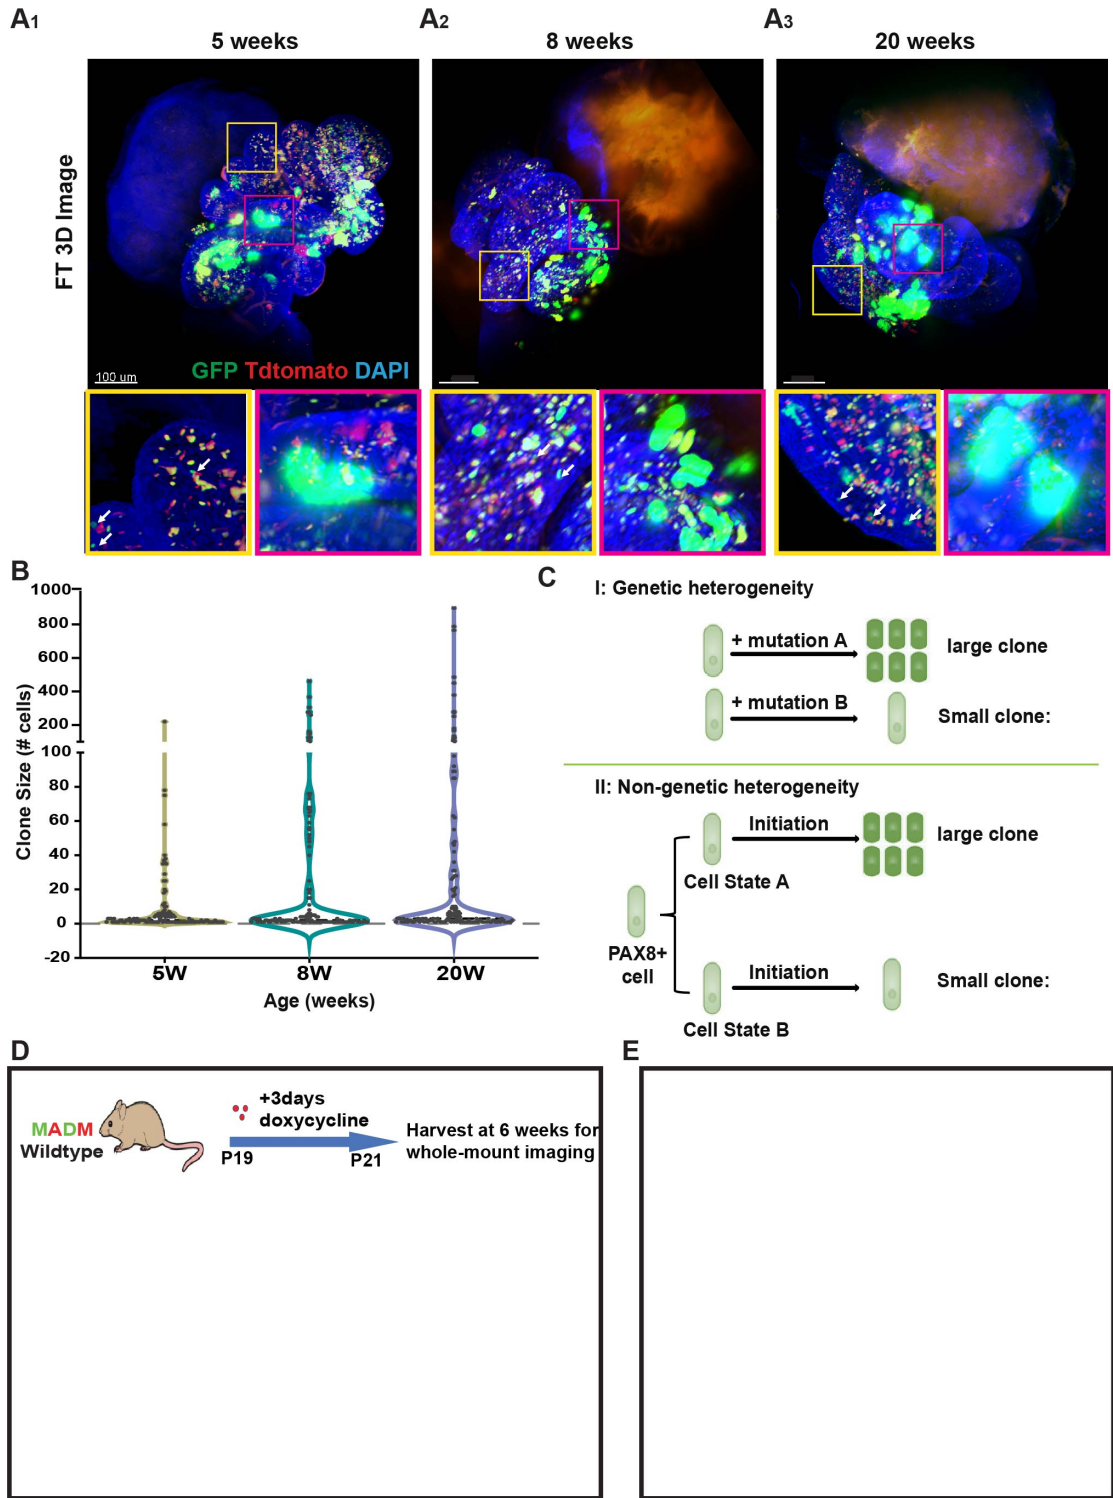 A1
A2
A3
5 weeks
8 weeks
20 weeks
FT 3D Image
GFP Tdtomato DAPI
100 um
B
Clone Size (# cells)
1000
800
600
400
200
100
80
60
40
20
0
-20
5W
8W
20W
Age (weeks)
C
I: Genetic heterogeneity
+ mutation A
large clone
+ mutation B
Small clone:
II: Non-genetic heterogeneity
Initiation
large clone
Cell State A
PAX8+
cell
Initiation
Small clone:
Cell State B
D
MADM
Wildtype
+3days
doxycycline
P19
P21
Harvest at 6 weeks for
whole-mount imaging
E